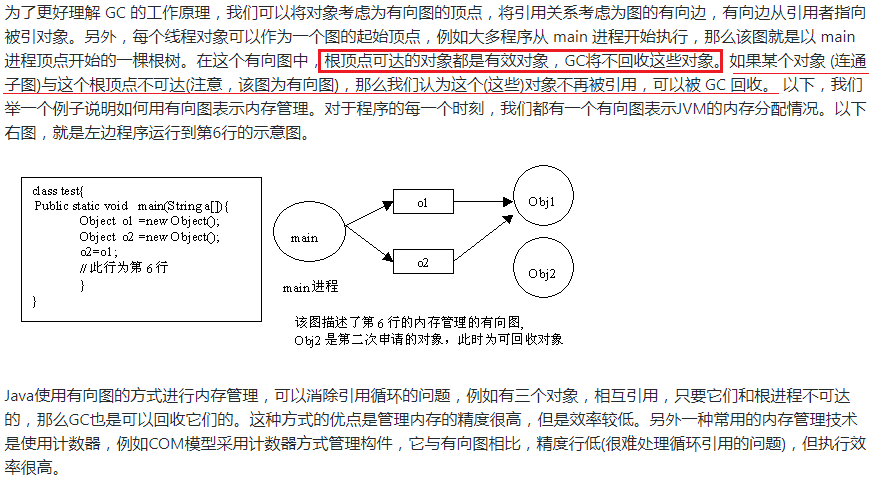 为了更好理解 GC 的工作原理，我们可以将对象考虑为有向图的顶点，将引用关系考虑为图的有向边，有向边从引用者指向
被引对象。另外，每个线程对象可以作为一个图的起始顶点，例如大多程序从 main 进程开始执行，那么该图就是以 main
进程顶点开始的一棵根树。在这个有向图中，根顶点可达的对象都是有效对象，GC将不回收这些对象。如果某个对象 (连通
子图)与这个根顶点不可达(注意，该图为有向图)，那么我们认为这个(这些)对象不再被引用，可以被 GC 回收。 以下，我们
举一个例子说明如何用有向图表示内存管理。对于程序的每一个时刻，我们都有一个有向图表示JVM的内存分配情况。以下
右图，就是左边程序运行到第6行的示意图。
class test{
Public static void main(String a[]){
Object o1 =new Object();
Object o2 =new Object();
o2=o1;
// 此行为第 6 行
}
}
main
main 进程
o1
o2
Obj1
Obj2
该图描述了第 6 行的内存管理的有向图,
Obj2 是第二次申请的对象，此时为可回收对象
Java使用有向图的方式进行内存管理，可以消除引用循环的问题，例如有三个对象，相互引用，只要它们和根进程不可达
的，那么GC也是可以回收它们的。这种方式的优点是管理内存的精度很高，但是效率较低。另外一种常用的内存管理技术
是使用计数器，例如COM模型采用计数器方式管理构件，它与有向图相比，精度行低(很难处理循环引用的问题)，但执行效
率很高。